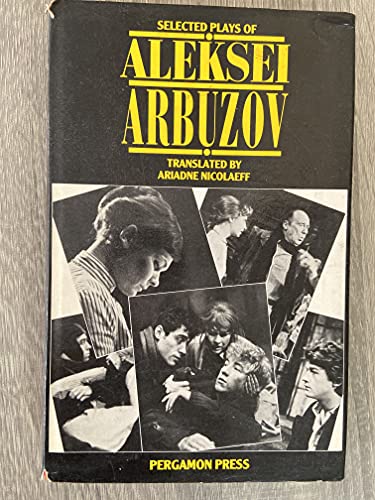 SELECTED PLAYS OF
ALEKSEI
ARBUZOV
TRANSLATED BY
ARIADNE NICOLAEFF
PERGAMON PRESS